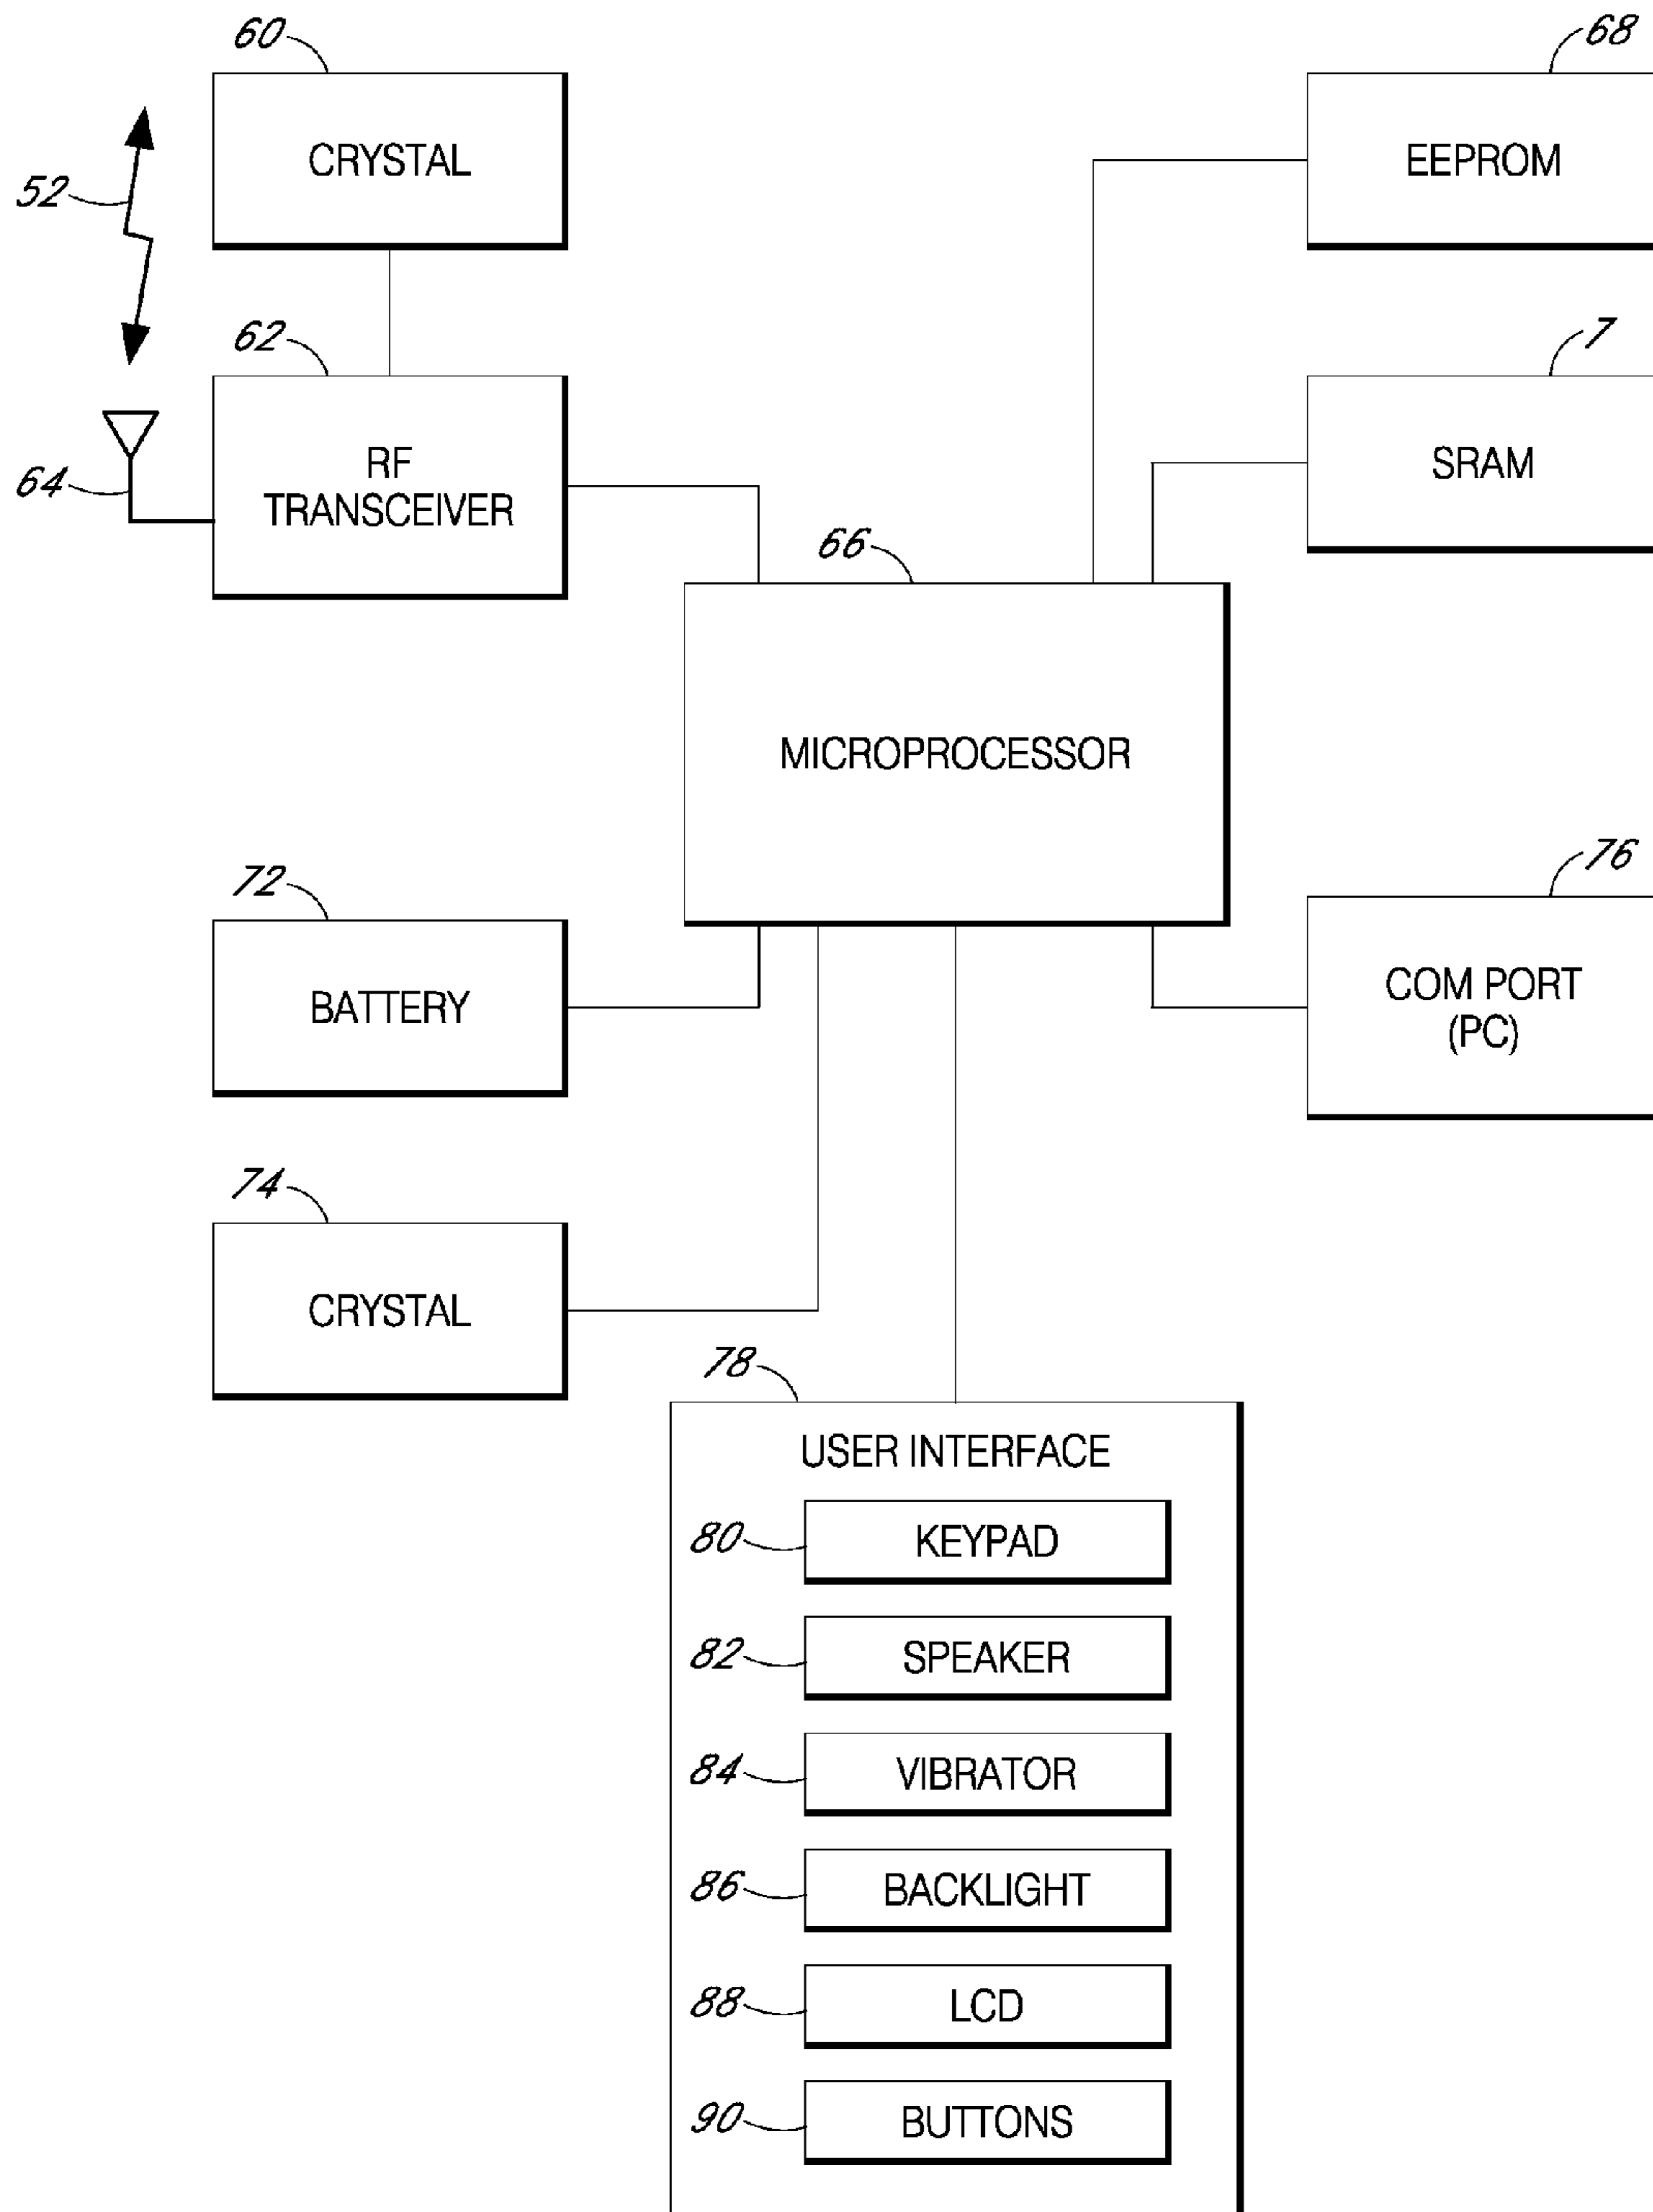 60
CRYSTAL
52
68
EEPROM
62
RF
TRANSCEIVER
64
7
SRAM
66
MICROPROCESSOR
72
BATTERY
76
COM PORT
(PC)
74
CRYSTAL
78
USER INTERFACE
80 KEYPAD
82 SPEAKER
84 VIBRATOR
86 BACKLIGHT
88 LCD
90 BUTTONS